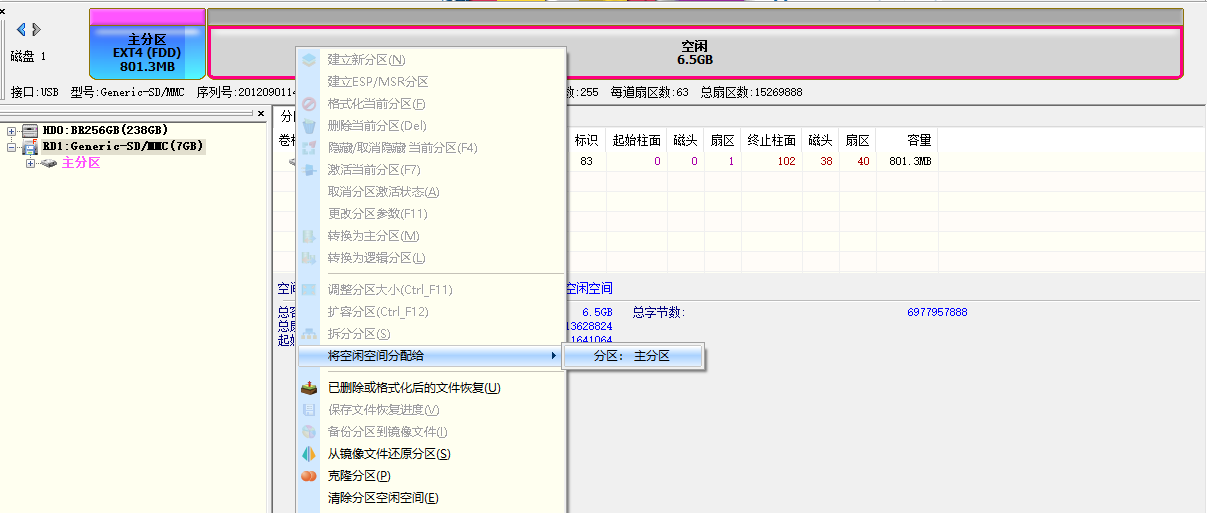 主分区
EXT4 (FDD)
801.3MB
空闲
6.5GB
磁盘 1
接口:USB 型号:Generic-SD/MMC 序列号:2012090114
数:255 每道扇区数:63 总扇区数:15269888
HD0:BR256GB(238GB)
RD1:Generic-SD/MMC(7GB)
主分区
标识 起始柱面 磁头 扇区 终止柱面 磁头 扇区 容量
83 0 0 1 102 38 40 801.3MB
建立新分区(N)
建立ESP/MSR分区
格式化当前分区(F)
删除当前分区(Del)
隐藏/取消隐藏 当前分区(F4)
激活当前分区(F7)
取消分区激活状态(A)
更改分区参数(F11)
转换为主分区(M)
转换为逻辑分区(L)
调整分区大小(Ctrl_F11)
扩容分区(Ctrl_F12)
拆分分区(S)
将空闲空间分配给
分区： 主分区
已删除或格式化后的文件恢复(U)
保存文件恢复进度(V)
备份分区到镜像文件(I)
从镜像文件还原分区(S)
克隆分区(P)
清除分区空闲空间(E)
空闲空间
6.5GB 总字节数: 6977957888
13628824
1641064